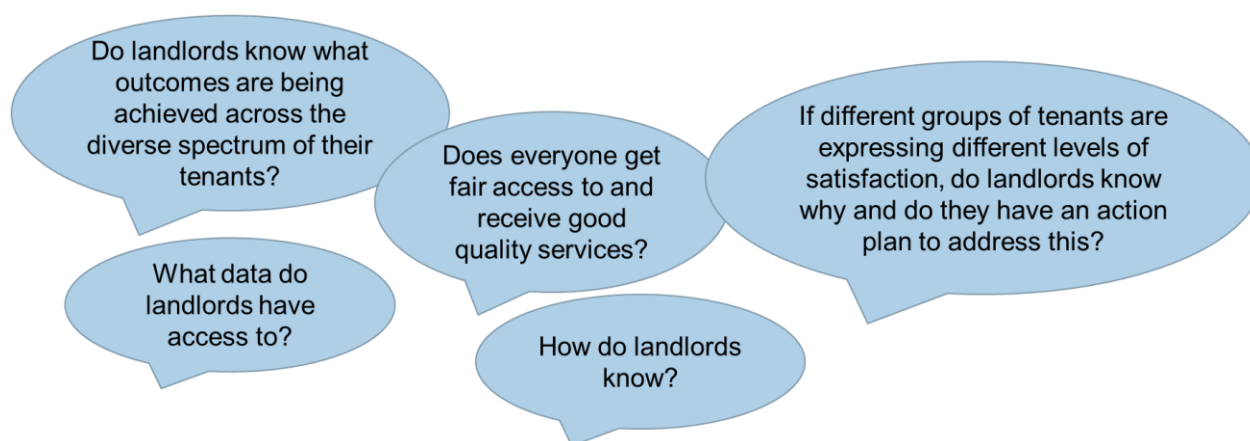 Do landlords know what
outcomes are being
achieved across the
diverse spectrum of their
tenants?
Does everyone get
fair access to and
receive good
quality services?
If different groups of tenants are
expressing different levels of
satisfaction, do landlords know
why and do they have an action
plan to address this?
What data do
landlords have
access to?
How do landlords
know?